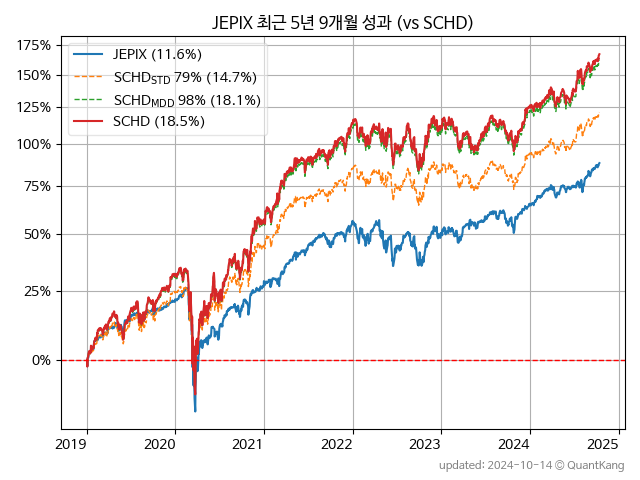 JEPIX 최근 5년 9개월 성과 (vs SCHD)
175%
150%
125%
100%
75%
50%
25%
0%
JEPIX (11.6%)
SCHD_STD 79% (14.7%)
SCHD_MDD 98% (18.1%)
SCHD (18.5%)
2019 2020 2021 2022 2023 2024 2025
updated: 2024-10-14 © QuantKang